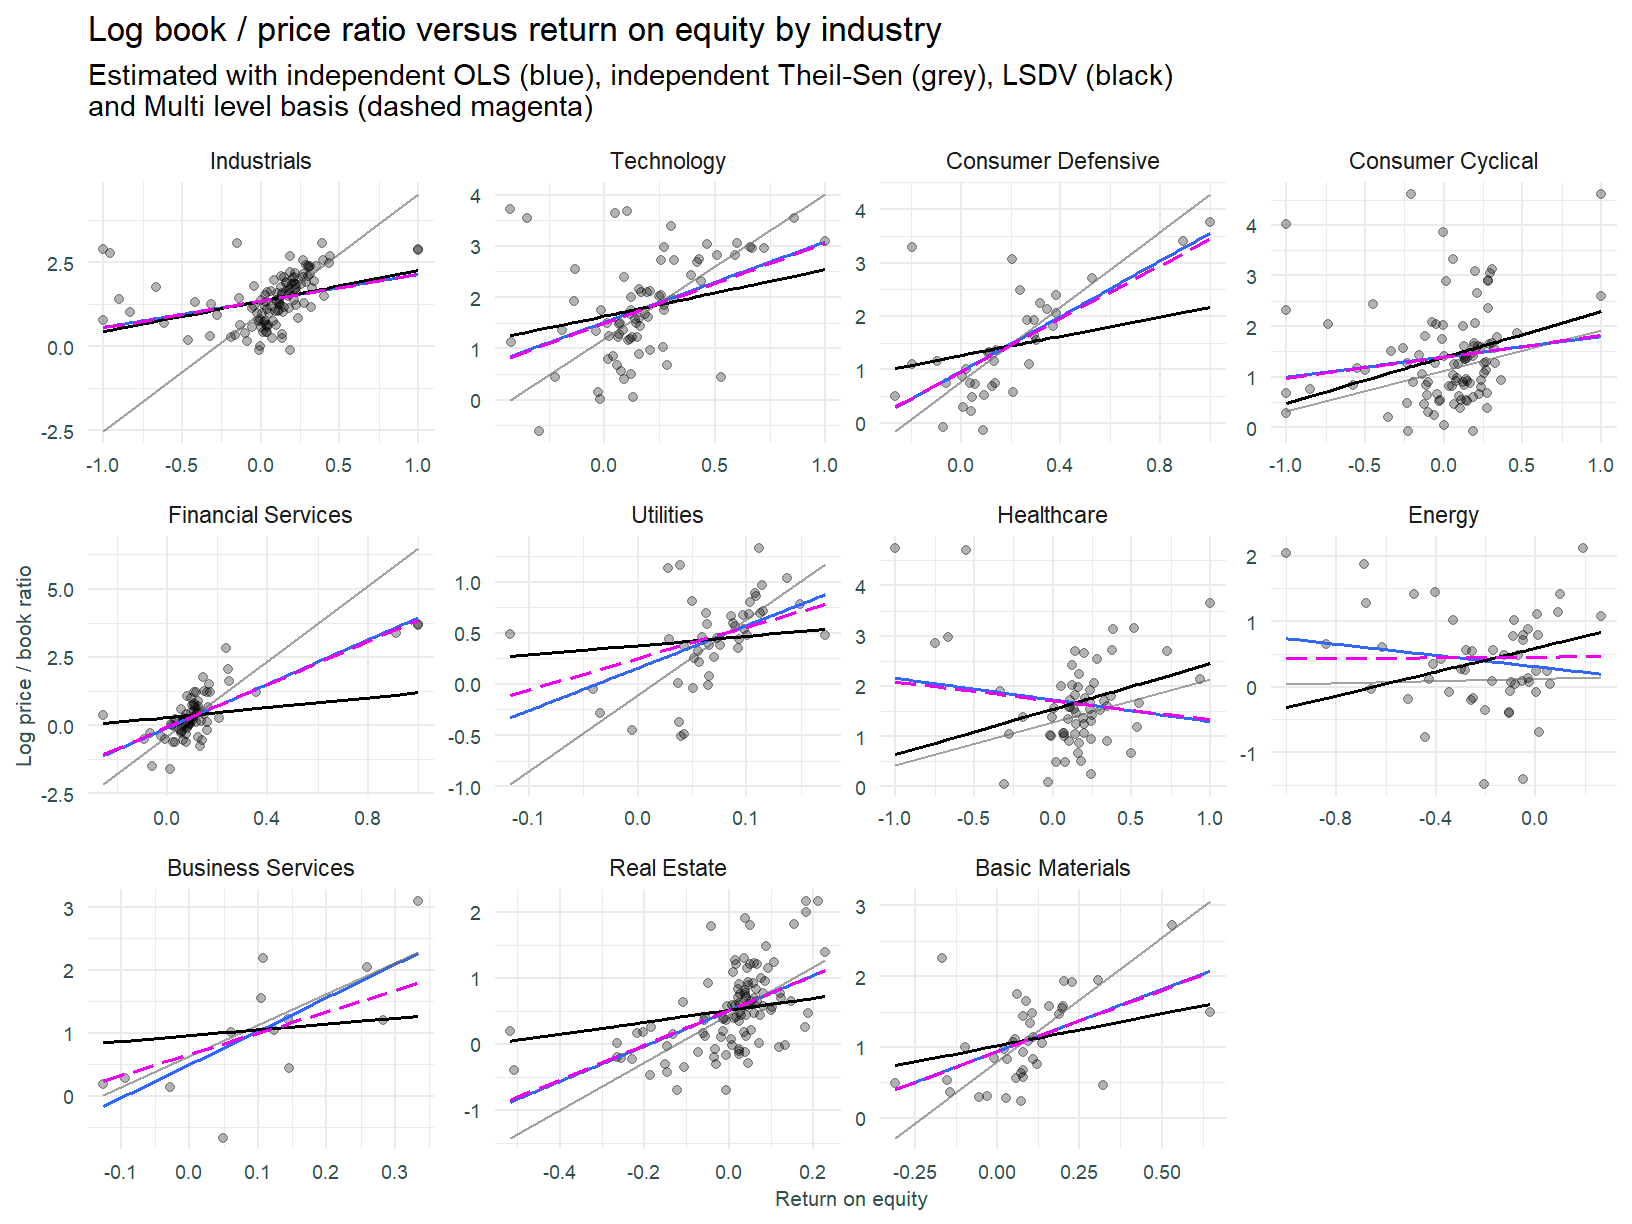 Log book / price ratio versus return on equity by industry
Estimated with independent OLS (blue), independent Theil-Sen (grey), LSDV (black)
and Multi level basis (dashed magenta)
Industrials
Technology
Consumer Defensive
Consumer Cyclical
2.5
0.0
-2.5
-1.0 -0.5 0.0 0.5 1.0
4
3
2
1
0
0.0 0.5 1.0
4
3
2
1
0
0.0 0.4 0.8
4
3
2
1
0
-1.0 -0.5 0.0 0.5 1.0
Financial Services
Utilities
Healthcare
Energy
Log price / book ratio
5.0
2.5
0.0
-2.5
0.0 0.4 0.8
1.0
0.5
0.0
-0.5
-1.0
-0.1 0.0 0.1
4
3
2
1
0
-1.0 -0.5 0.0 0.5 1.0
2
1
0
-1
-0.8 -0.4 0.0
Business Services
Real Estate
Basic Materials
3
2
1
0
-0.1 0.0 0.1 0.2 0.3
2
1
0
-1
-0.4 -0.2 0.0 0.2
3
2
1
0
-0.25 0.00 0.25 0.50
Return on equity